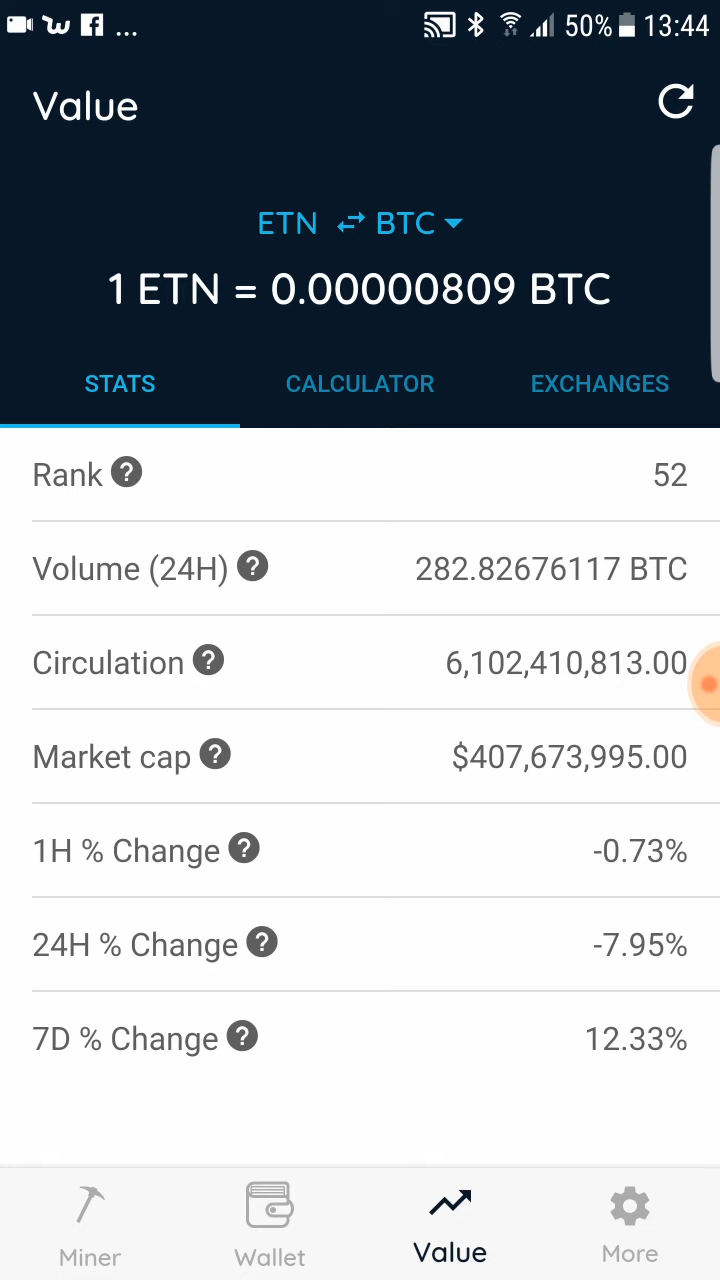 ... 50% 13:44
Value
ETN BTC
1 ETN = 0.00000809 BTC
STATS CALCULATOR EXCHANGES
Rank ? 52
Volume (24H) ? 282.82676117 BTC
Circulation ? 6,102,410,813.00
Market cap ? $407,673,995.00
1H % Change ? -0.73%
24H % Change ? -7.95%
7D % Change ? 12.33%
Miner Wallet Value More